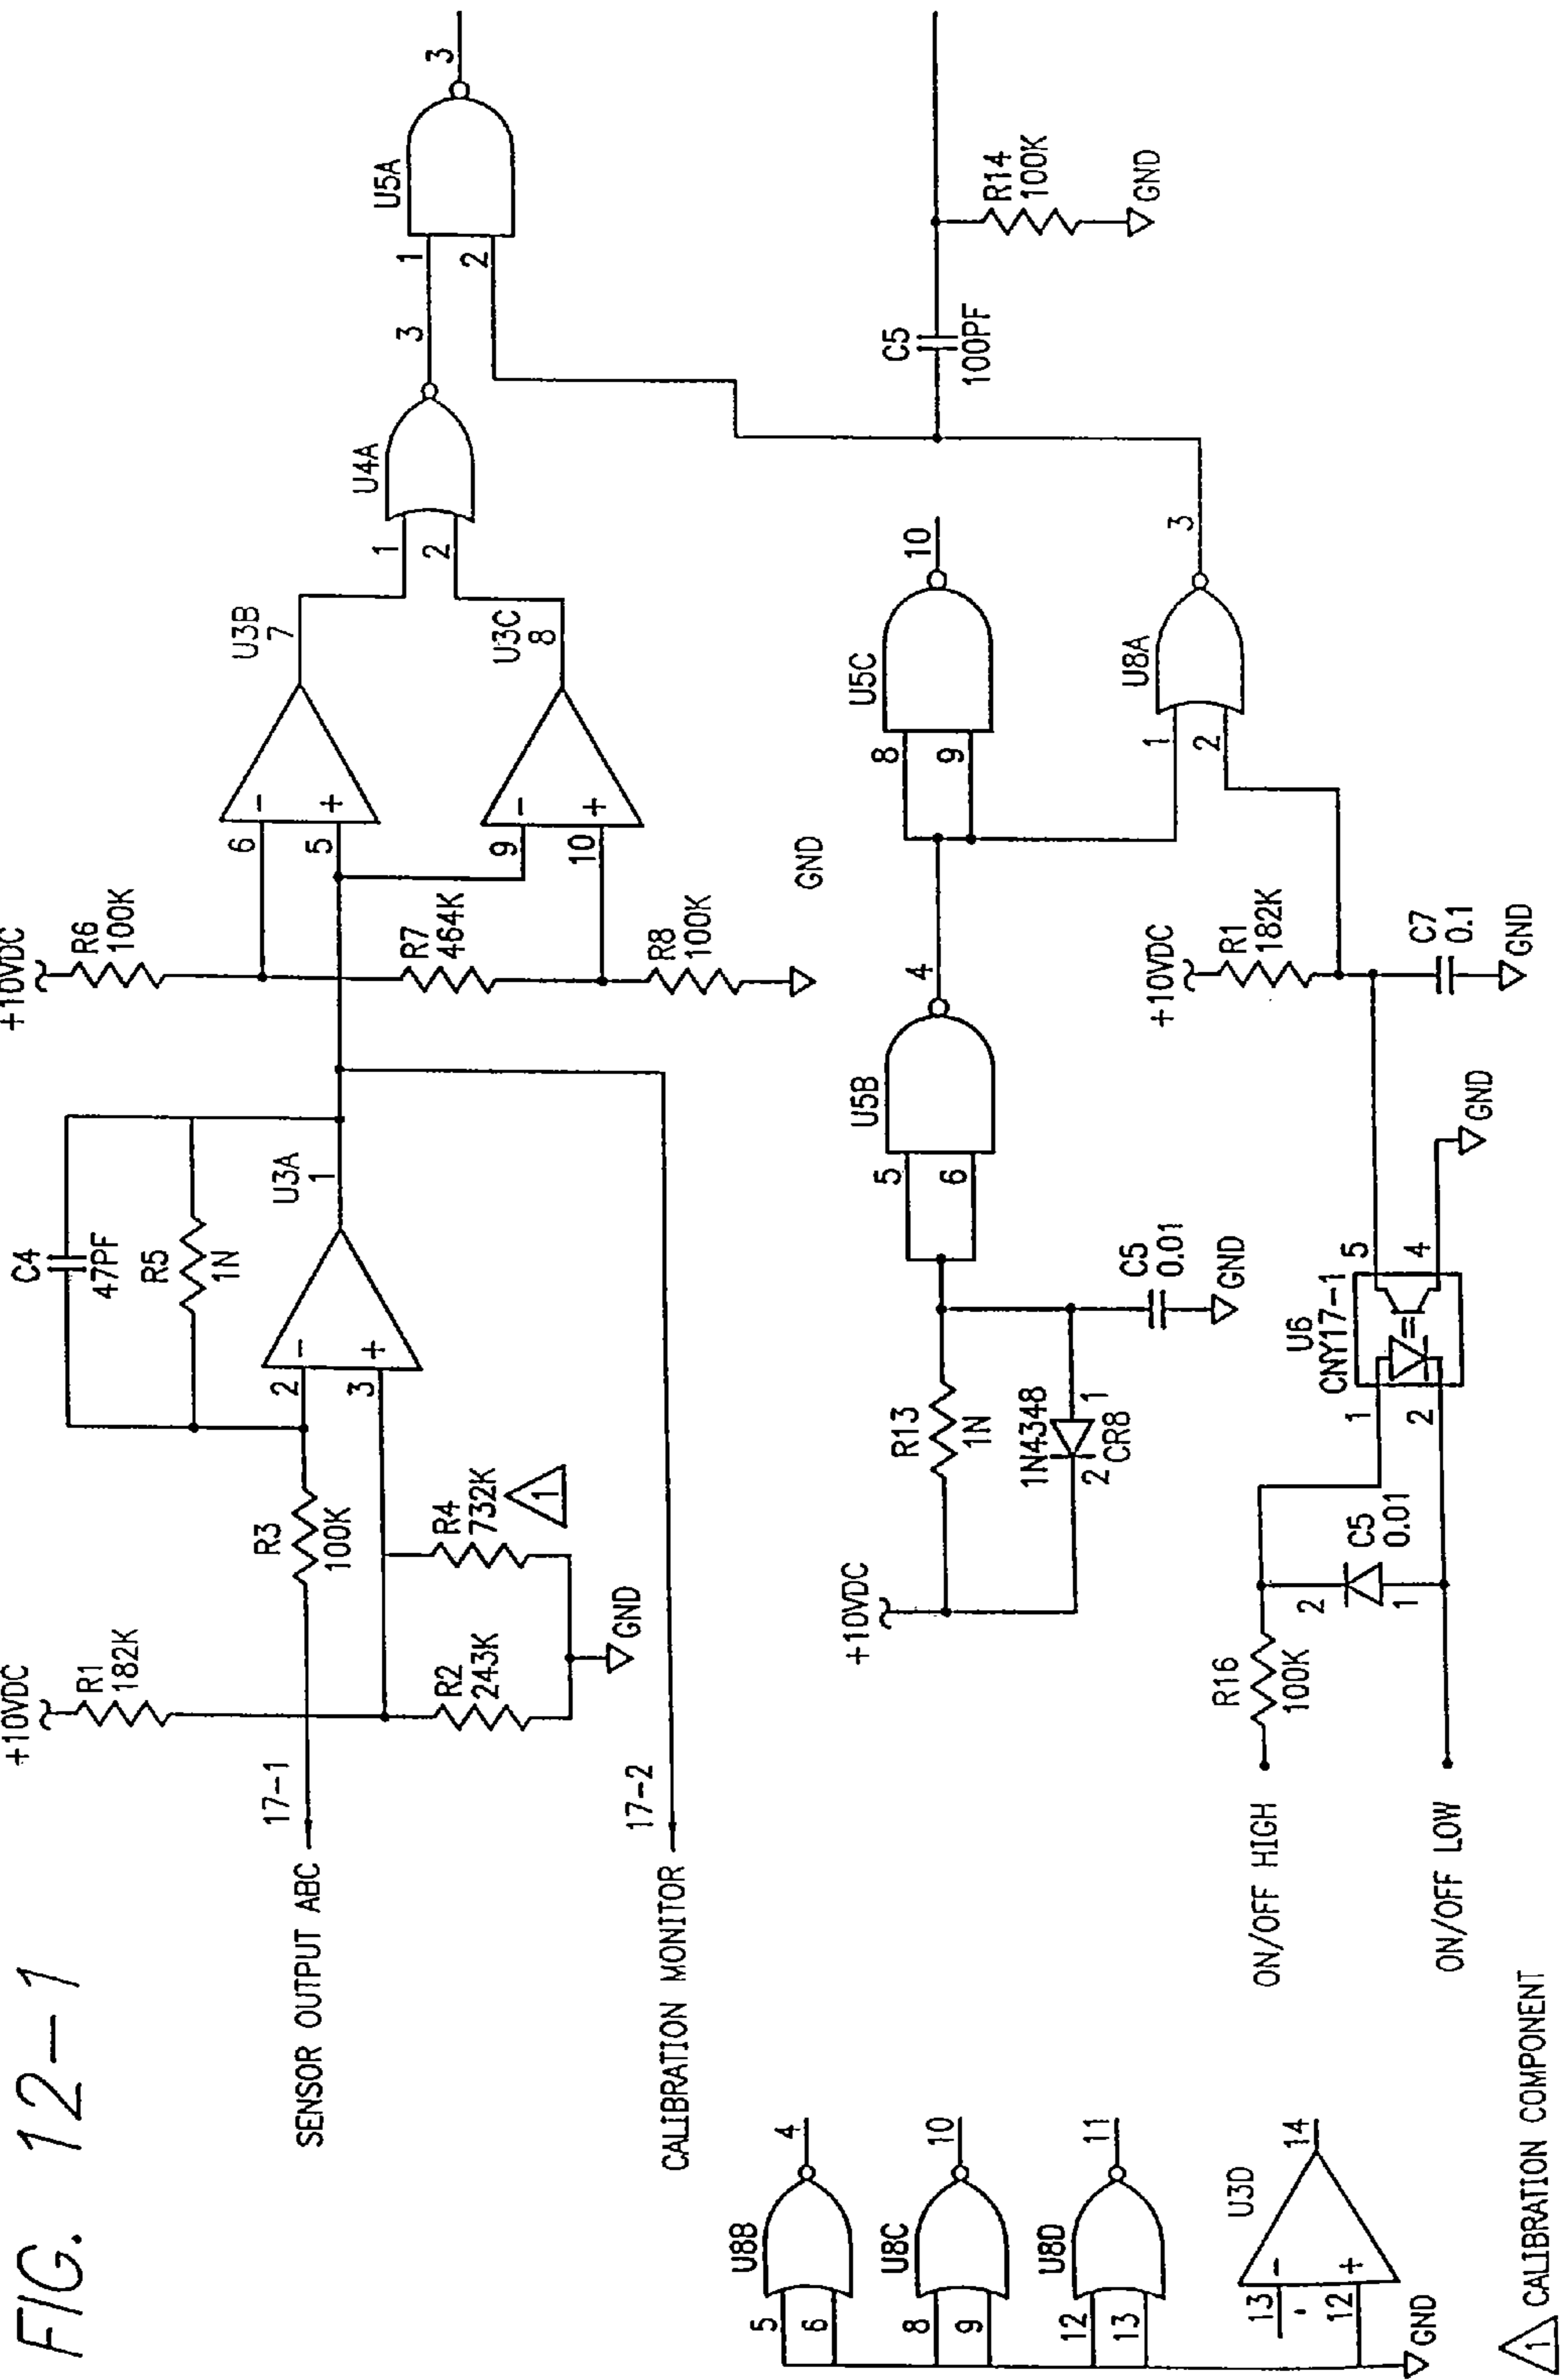 FIG. 12-1
+10VDC
R1
182K
17-1
SENSOR OUTPUT ABC
R3
100K
R2
243K
R4
732K
1
GND
C4
47PF
R5
1N
2
-
3
+
U3A
1
17-2
CALIBRATION MONITOR
+10VDC
R6
100K
R7
464K
R8
100K
GND
6
-
5
+
U3B
7
9
-
10
+
U3C
8
U4A
1
2
3
U5A
1
2
3
+10VDC
R13
1N
1N4348
2
1
CR8
C5
0.01
GND
U5B
5
6
4
U5C
8
9
10
U8A
1
2
3
C5
100PF
R14
100K
GND
+10VDC
R1
182K
C7
0.1
GND
ON/OFF HIGH
R16
100K
2
1
C5
0.01
ON/OFF LOW
U6
CNY17-1
1
2
5
4
GND
U8B
5
6
4
U8C
8
9
10
U8D
12
13
11
U3D
13
-
12
+
14
GND
1 CALIBRATION COMPONENT